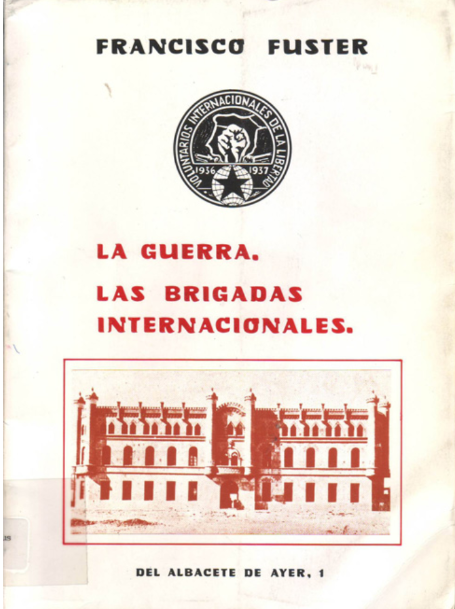 FRANCISCO FUSTER
VOLUNTARIOS INTERNACIONALES DE LA LIBERTAD
1936 1937
LA GUERRA.
LAS BRIGADAS
INTERNACIONALES.
DEL ALBACETE DE AYER, 1